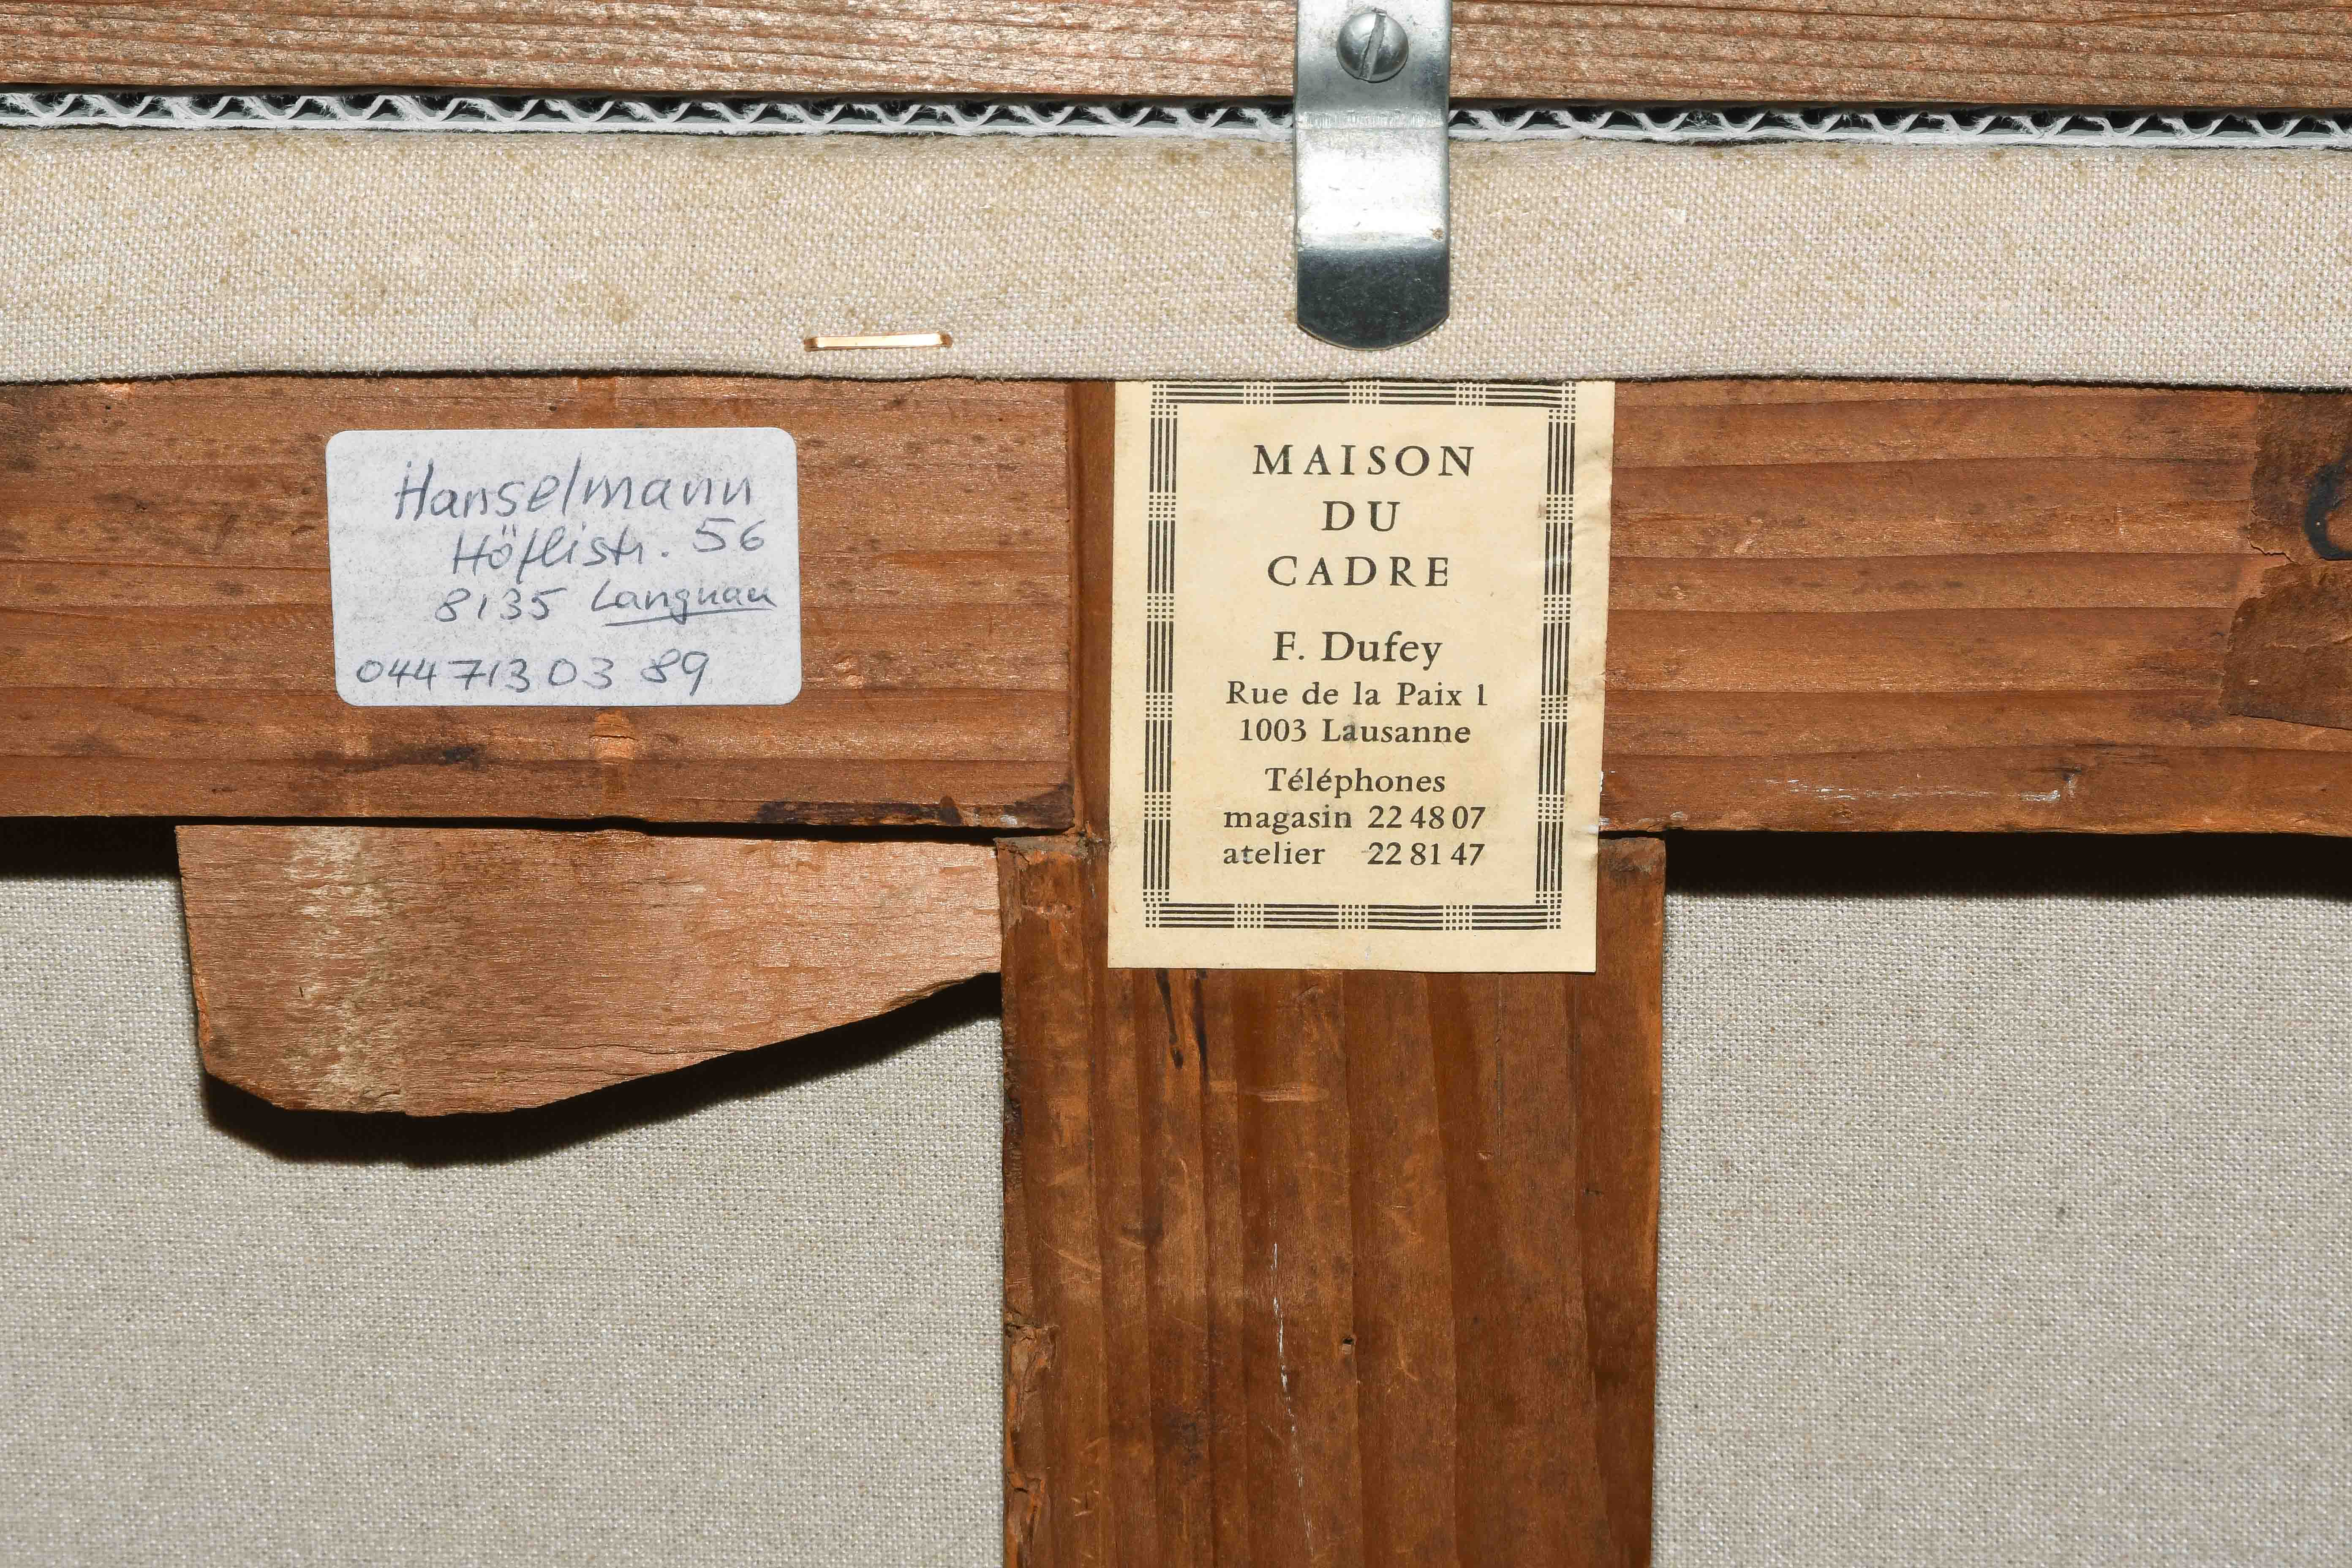 Hanselmann
Höflistr. 56
8135 Langnau
044 713 03 89
MAISON
DU
CADRE
F. Dufey
Rue de la Paix 1
1003 Lausanne
Téléphones
magasin 22 48 07
atelier 22 81 47